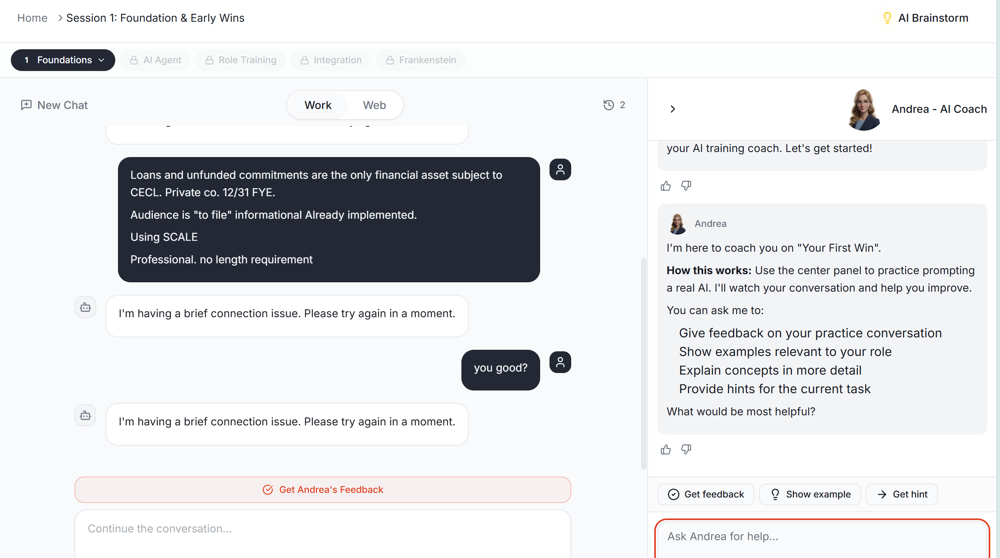 Home > Session 1: Foundation & Early Wins
AI Brainstorm
1 Foundations
AI Agent
Role Training
Integration
Frankenstein
New Chat
Work
Web
2
Loans and unfunded commitments are the only financial asset subject to
CECL. Private co. 12/31 FYE.
Audience is "to file" informational Already implemented.
Using SCALE
Professional. no length requirement
I'm having a brief connection issue. Please try again in a moment.
you good?
I'm having a brief connection issue. Please try again in a moment.
Get Andrea's Feedback
Continue the conversation...
Andrea - AI Coach
your AI training coach. Let's get started!
Andrea
I'm here to coach you on "Your First Win".
How this works: Use the center panel to practice prompting
a real AI. I'll watch your conversation and help you improve.
You can ask me to:
Give feedback on your practice conversation
Show examples relevant to your role
Explain concepts in more detail
Provide hints for the current task
What would be most helpful?
Get feedback
Show example
Get hint
Ask Andrea for help...